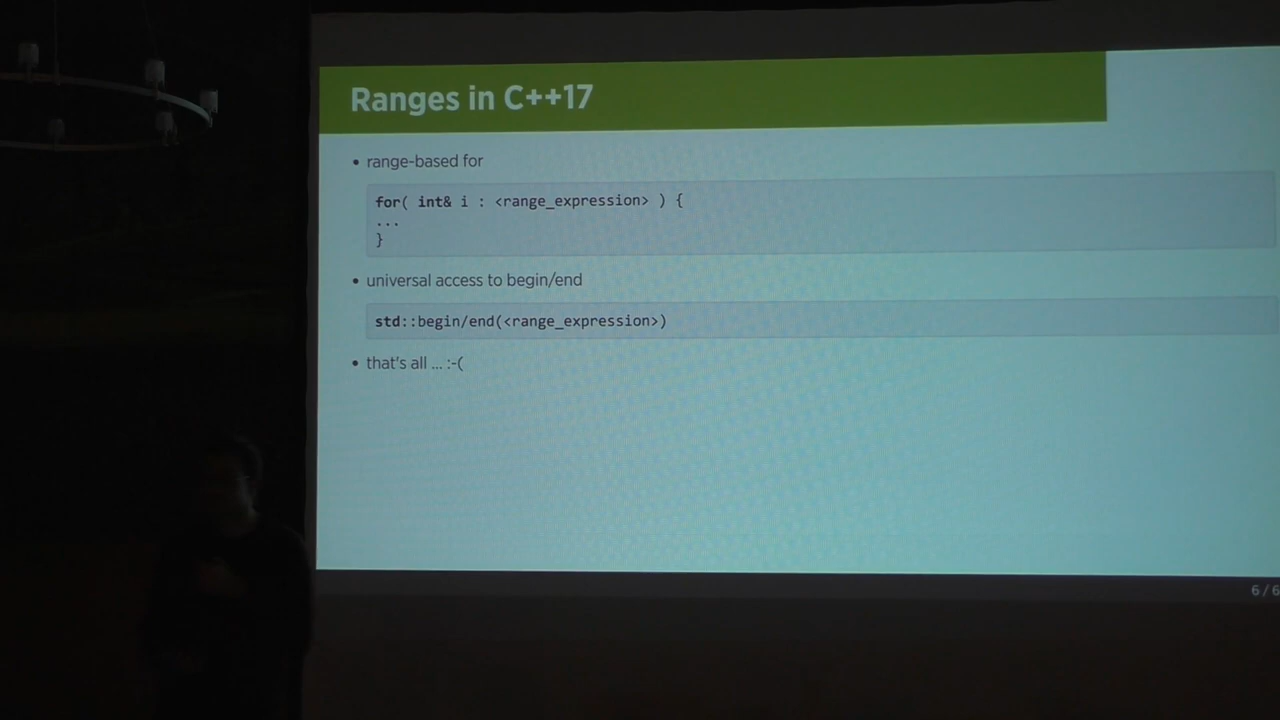 Ranges in C++17
• range-based for
for( int& i : <range_expression> ) {
...
}
• universal access to begin/end
std::begin/end(<range_expression>)
• that's all ... :-(
6 / 6